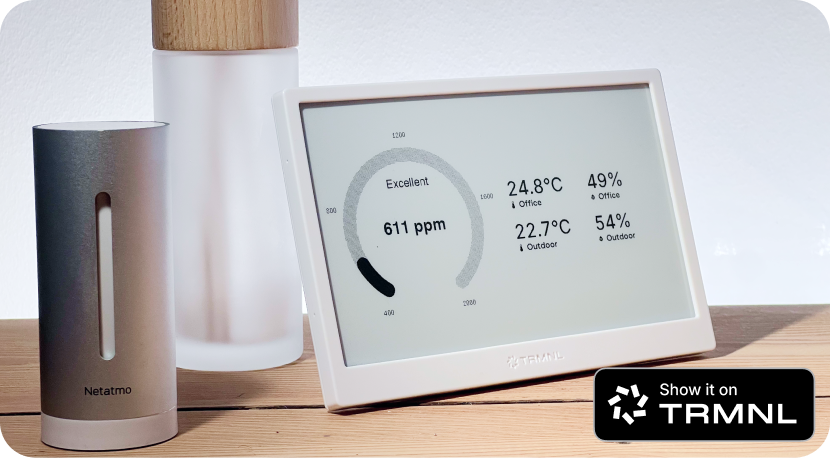 1200
Excellent
800
1600
611 ppm
400
2000
24.8°C
Office
49%
Office
22.7°C
Outdoor
54%
Outdoor
TRMNL
Netatmo
Show it on
TRMNL